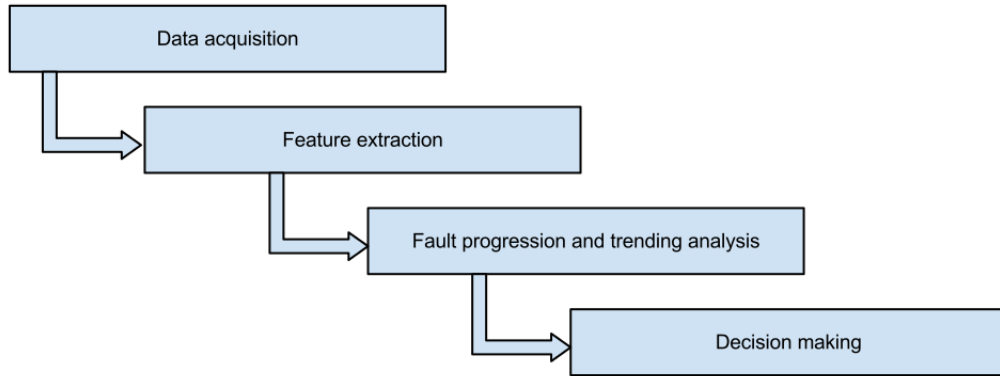 Data acquisition
Feature extraction
Fault progression and trending analysis
Decision making